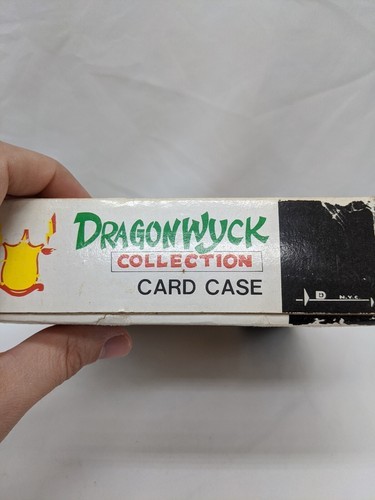 DRAGONWYCK
COLLECTION
CARD CASE
D N.Y.C.